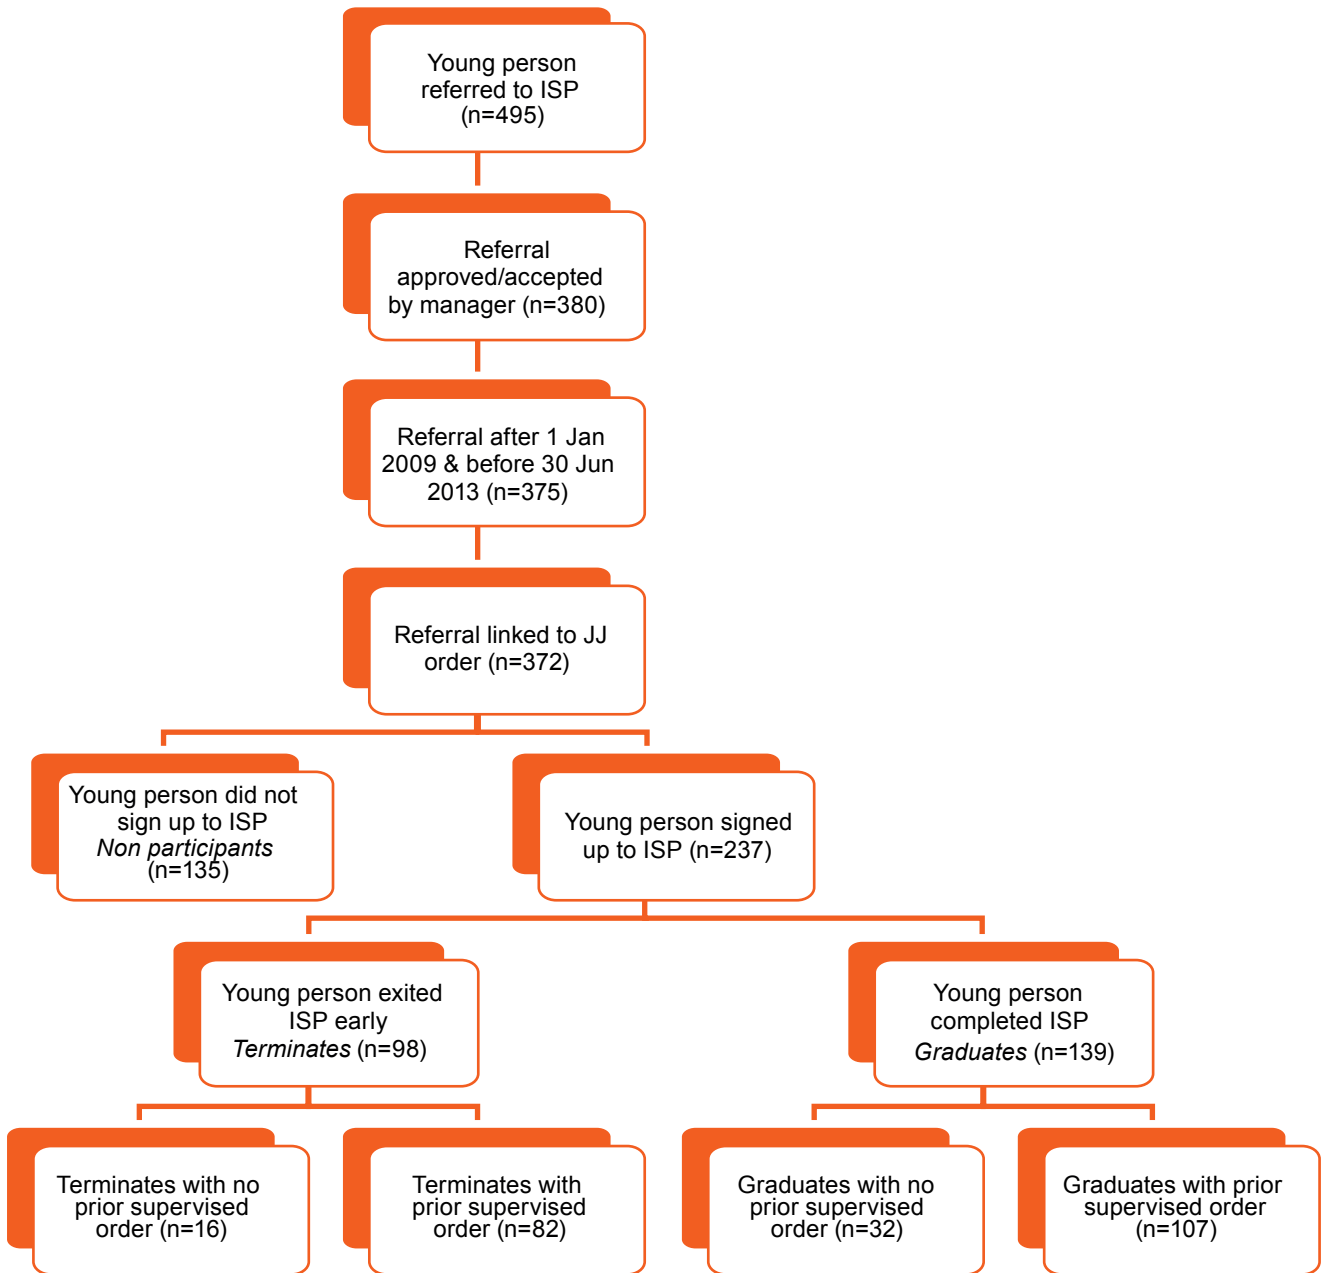 Young person
referred to ISP
(n=495)
Referral
approved/accepted
by manager (n=380)
Referral after 1 Jan
2009 & before 30 Jun
2013 (n=375)
Referral linked to JJ
order (n=372)
Young person did not
sign up to ISP
Non participants
(n=135)
Young person signed
up to ISP (n=237)
Young person exited
ISP early
Terminates (n=98)
Young person
completed ISP
Graduates (n=139)
Terminates with no
prior supervised
order (n=16)
Terminates with
prior supervised
order (n=82)
Graduates with no
prior supervised
order (n=32)
Graduates with prior
supervised order
(n=107)